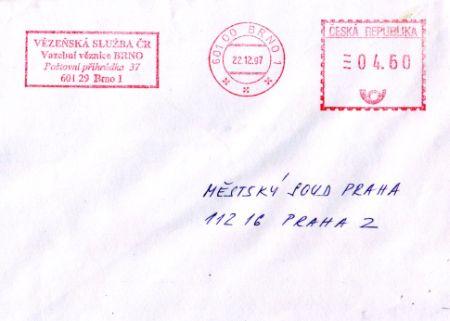 VĚZEŇSKÁ SLUŽBA ČR
Vazební věznice BRNO
Poštovní přihrádka 37
601 29 Brno 1
601 00 BRNO 1
22.12.97
ČESKÁ REPUBLIKA
04.60
MĚSTSKÝ SOUD PRAHA
112 16 PRAHA 2